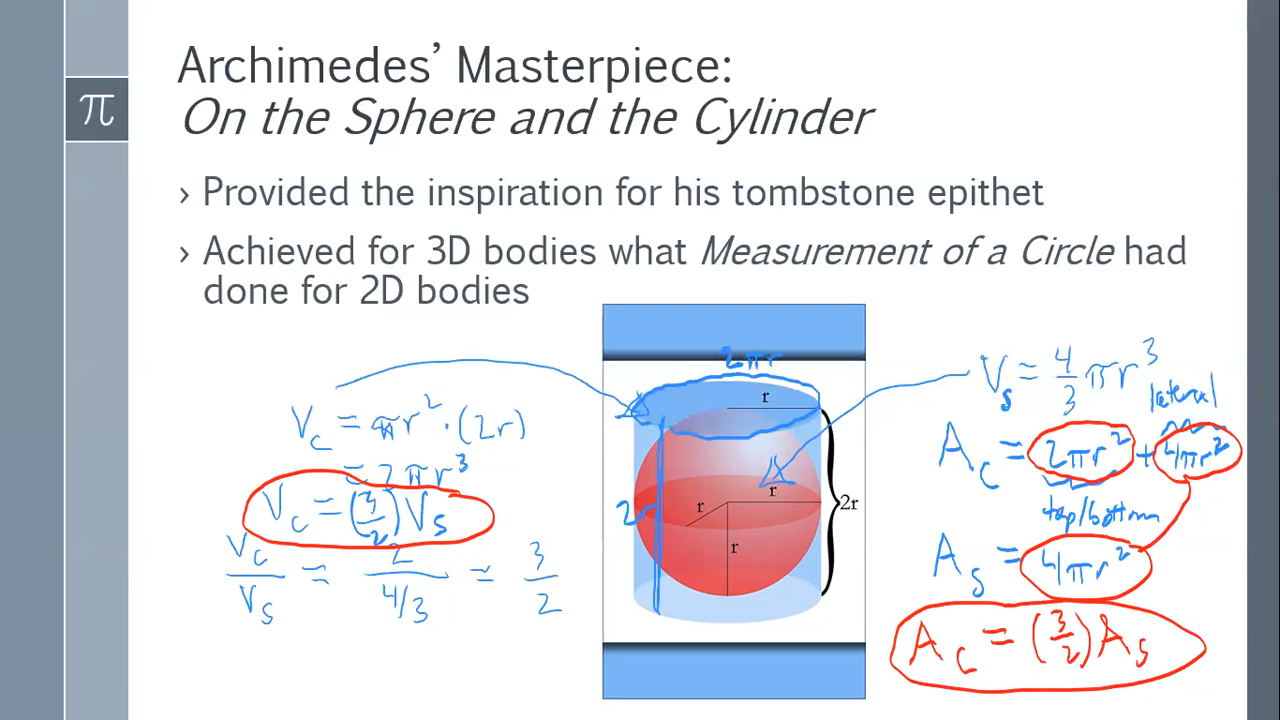 Archimedes’ Masterpiece:
On the Sphere and the Cylinder
π
› Provided the inspiration for his tombstone epithet
› Achieved for 3D bodies what Measurement of a Circle had
done for 2D bodies
V_c = πr² · (2r)
= 2πr³
V_c = (3/2) V_s
V_c / V_s = 2 / 4/3 = 3/2
2πr
r
r
r
r
2r
2r
V_s = 4/3 πr³
lateral
A_c = 2πr² + 4πr²
top/bottom
A_s = 4πr²
A_c = (3/2) A_s